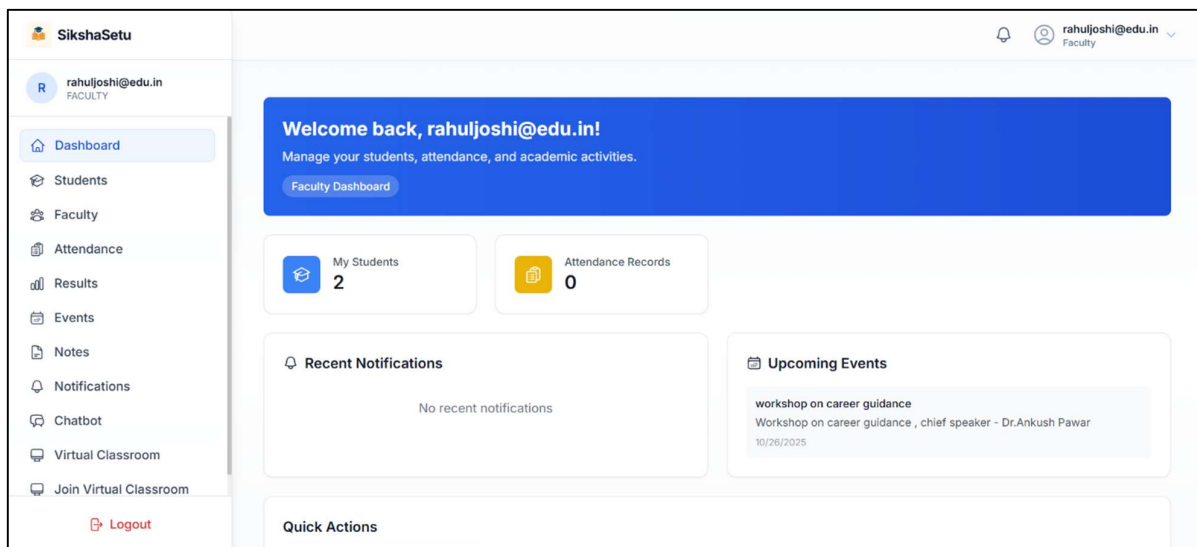 SikshaSetu
rahuljoshi@edu.in
Faculty
R
rahuljoshi@edu.in
FACULTY
Dashboard
Students
Faculty
Attendance
Results
Events
Notes
Notifications
Chatbot
Virtual Classroom
Join Virtual Classroom
Logout
Welcome back, rahuljoshi@edu.in!
Manage your students, attendance, and academic activities.
Faculty Dashboard
My Students
2
Attendance Records
0
Recent Notifications
No recent notifications
Upcoming Events
workshop on career guidance
Workshop on career guidance , chief speaker - Dr.Ankush Pawar
10/26/2025
Quick Actions